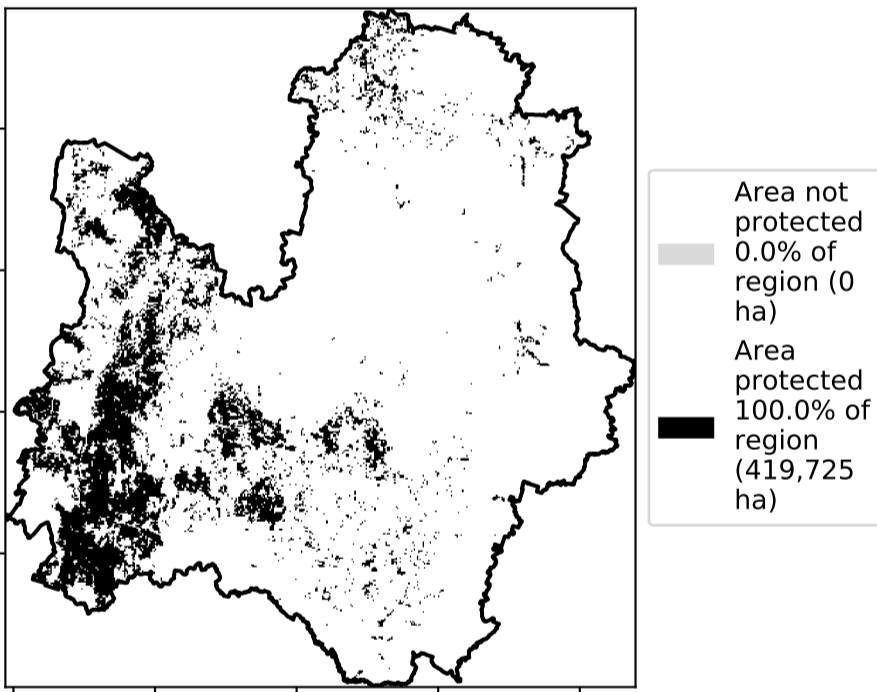 Area not
protected
0.0% of
region (0
ha)
Area
protected
100.0% of
region
(419,725
ha)